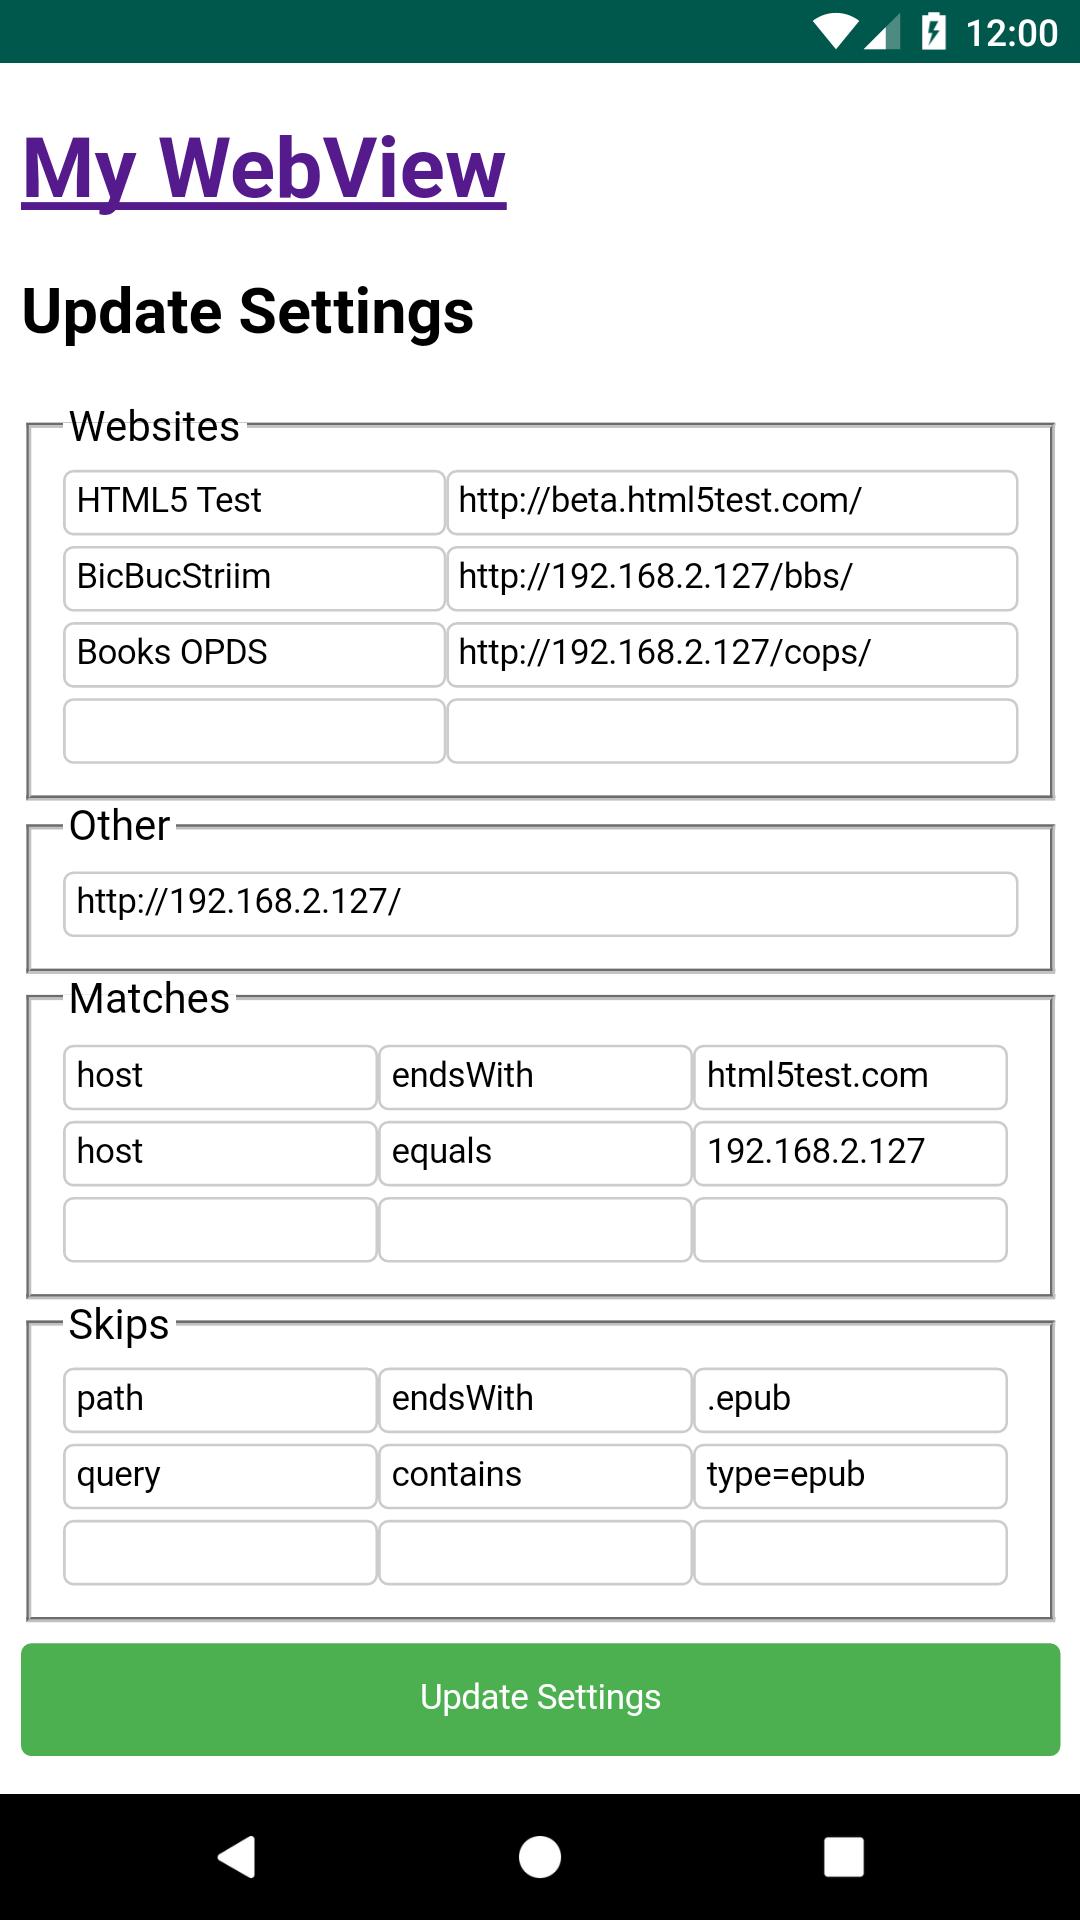 12:00
My WebView
Update Settings
Websites
HTML5 Test http://beta.html5test.com/
BicBucStriim http://192.168.2.127/bbs/
Books OPDS http://192.168.2.127/cops/
Other
http://192.168.2.127/
Matches
host endsWith html5test.com
host equals 192.168.2.127
Skips
path endsWith .epub
query contains type=epub
Update Settings